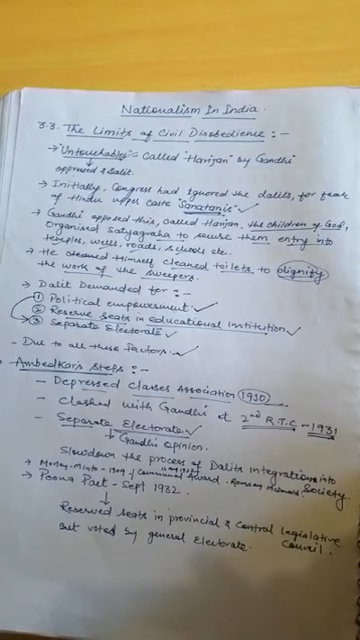 Nationalism In India.
3.3. The Limits of Civil Disobedience :-
→ "Untouchables" = called "Harijan" by Gandhi
oppressed & Dalit.
→ Initially, Congress had ignored the dalits, for fear
of Hindu upper caste "Sanatanis" ✓
→ Gandhi opposed this, called Harijan, the children of God,
Organised Satyagraha to secure them entry into
temples, wells, roads, schools etc.
→ He cleaned Himself cleaned toilets to dignify
the work of the sweepers.
→ Dalit Demanded for :-
① Political empowerment ✓
② Reserve seats in educational Institution ✓
③ Separate Electorate ✓
- Due to all these factors. ✓
Ambedkar's steps :-
- Depressed Classes Association (1930)
- Clashed with Gandhi at 2nd R.T.C - 1931
- Separate Electorate ✓
↓ Gandhi Opinion.
Slowdown the process of Dalits Integration into
Society.
→ Morley-Minto - 1909 / Communal Award. Ramsay
→ Poona Pact - Sept 1932.
↓
Reserved seats in provincial & central legislative
Council.
but voted by general Electorate.